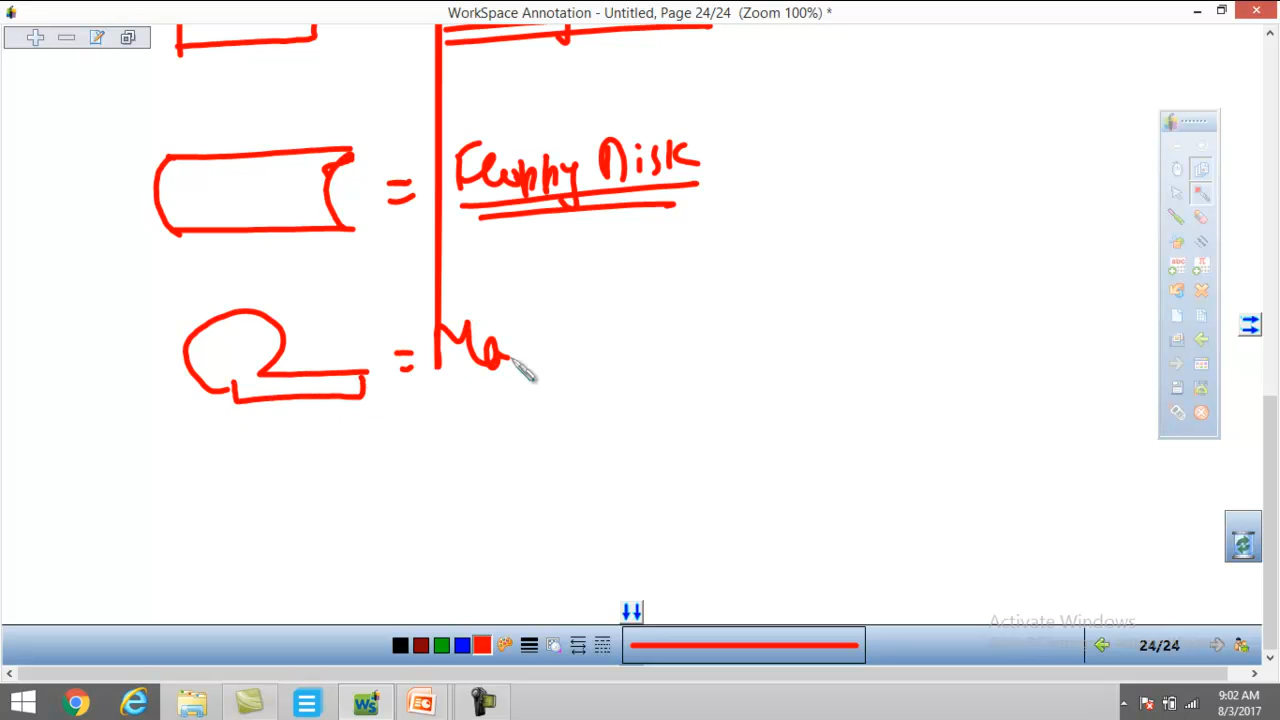 WorkSpace Annotation - Untitled, Page 24/24 (Zoom 100%) *
= Floppy Disk
= Ma
Activate Windows
24/24
9:02 AM
8/3/2017